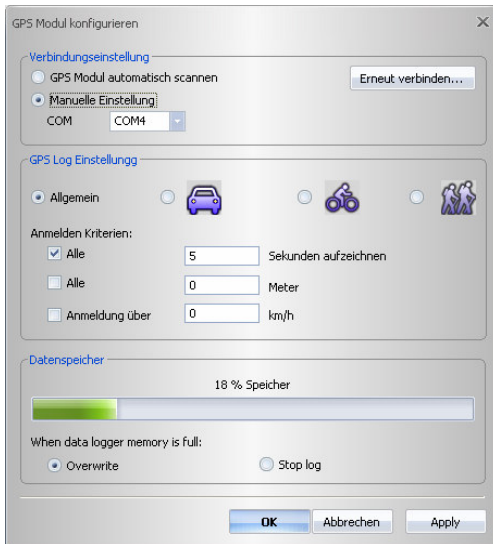 GPS Modul konfigurieren
Verbindungseinstellung
GPS Modul automatisch scannen
Erneut verbinden...
Manuelle Einstellung
COM COM4
GPS Log Einstellungg
Allgemein
Anmelden Kriterien:
Alle 5 Sekunden aufzeichnen
Alle 0 Meter
Anmeldung über 0 km/h
Datenspeicher
18 % Speicher
When data logger memory is full:
Overwrite Stop log
OK Abbrechen Apply